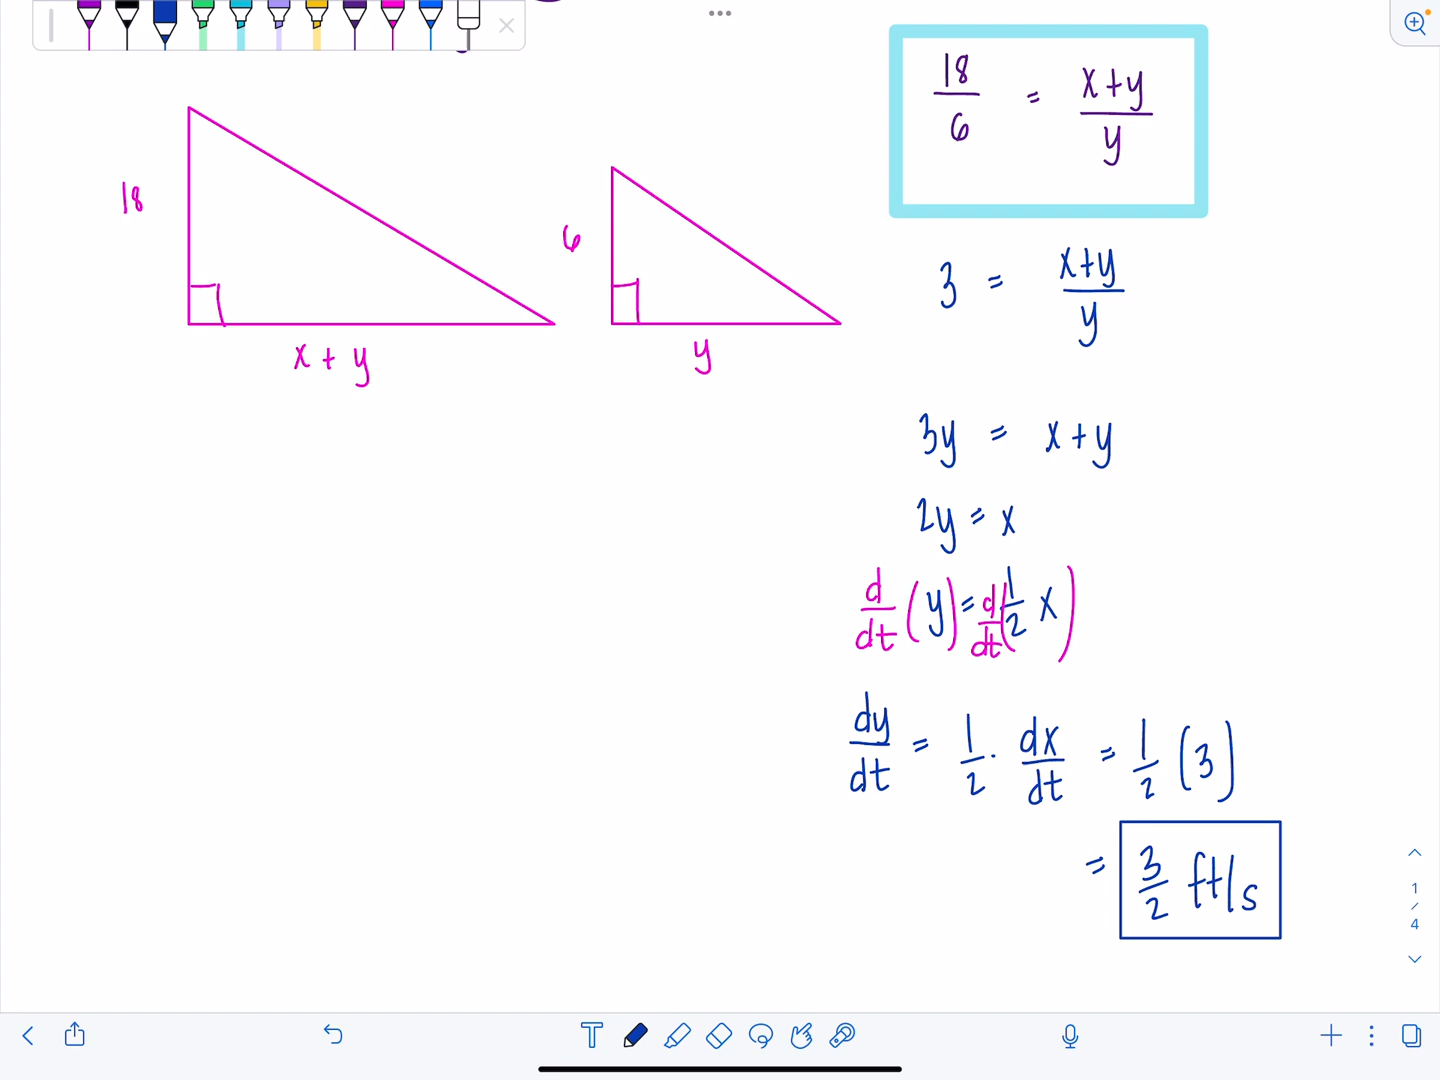 18
x + y
6
y
18/6 = x+y/y
3 = x+y/y
3y = x+y
2y = x
d/dt (y) = d/dt (1/2 x)
dy/dt = 1/2 · dx/dt = 1/2 (3)
= 3/2 ft/s
1
/
4
T